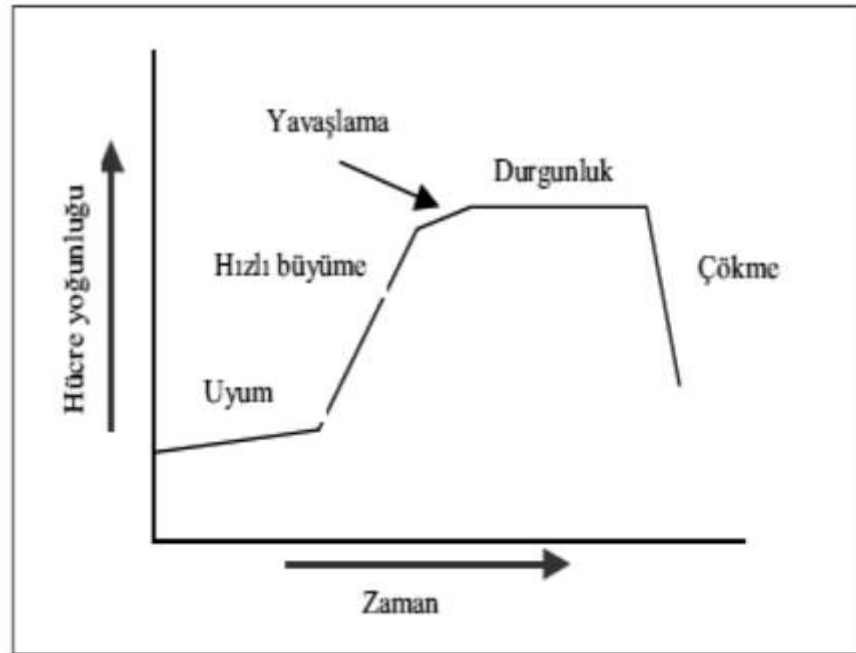 Yavaşlama
Durgunluk
Hızlı büyüme
Çökme
Uyum
Hücre yoğunluğu
Zaman